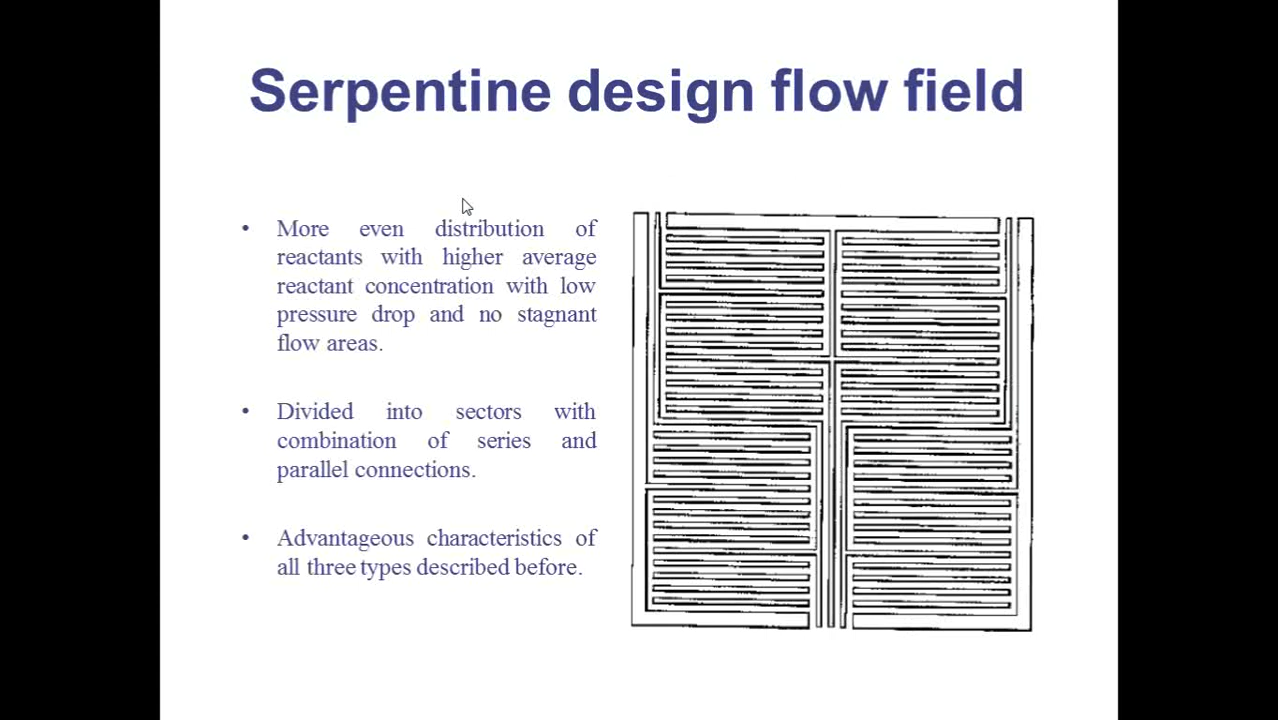 Serpentine design flow field
• More even distribution of
reactants with higher average
reactant concentration with low
pressure drop and no stagnant
flow areas.
• Divided into sectors with
combination of series and
parallel connections.
• Advantageous characteristics of
all three types described before.